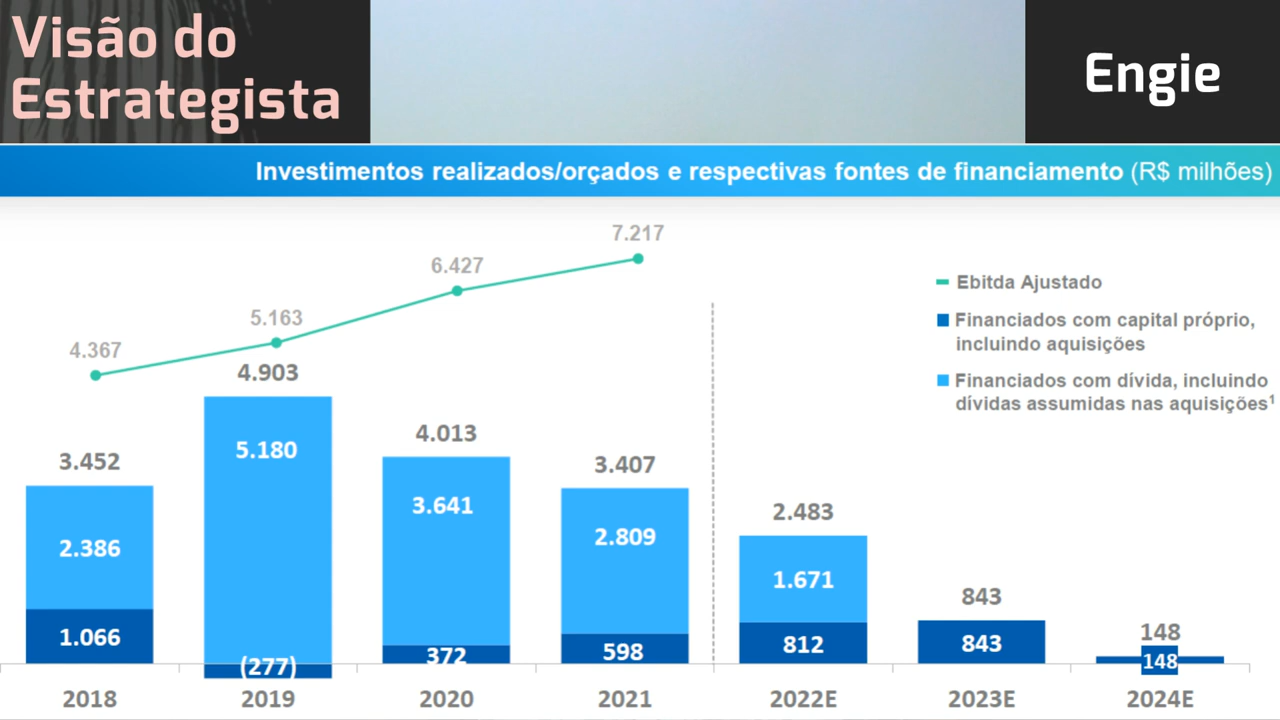 Visão do
Estrategista
Engie
Investimentos realizados/orçados e respectivas fontes de financiamento (R$ milhões)
7.217
6.427
5.163
4.367
Ebitda Ajustado
Financiados com capital próprio,
incluindo aquisições
Financiados com dívida, incluindo
dívidas assumidas nas aquisições¹
3.452
4.903
4.013
3.407
2.483
843
148
2.386
5.180
3.641
2.809
1.671
1.066
(277)
372
598
812
843
148
2018
2019
2020
2021
2022E
2023E
2024E